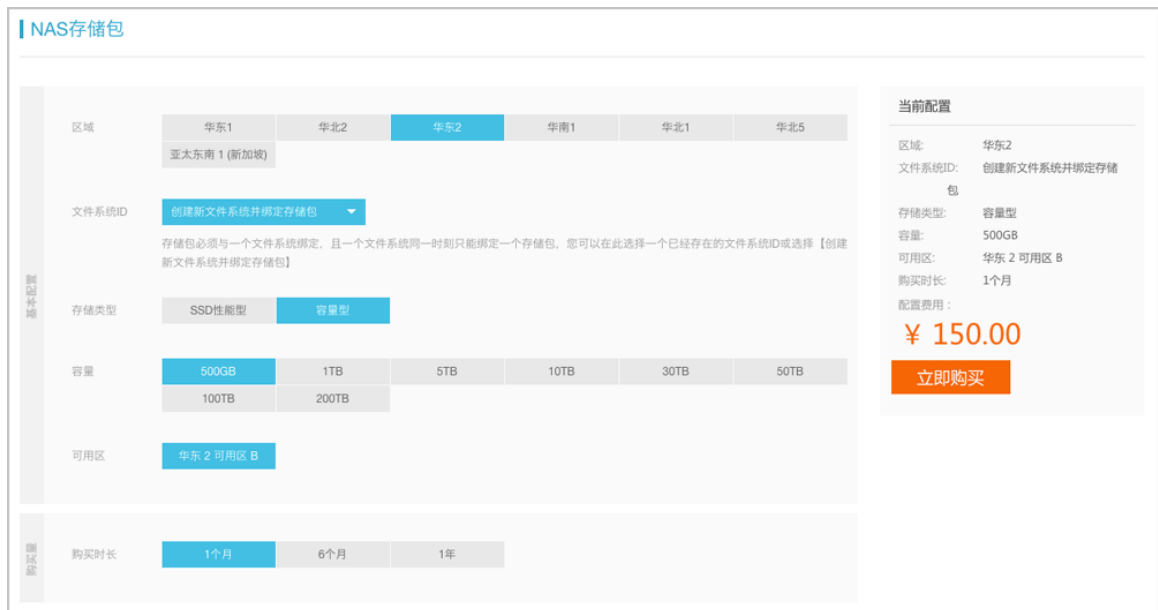 NAS存储包
基本配置
区域
华东1 华北2 华东2 华南1 华北1 华北5
亚太东南 1 (新加坡)
文件系统ID
创建新文件系统并绑定存储包
存储包必须与一个文件系统绑定，且一个文件系统同一时刻只能绑定一个存储包，您可以在此选择一个已经存在的文件系统ID或选择【创建
新文件系统并绑定存储包】
存储类型
SSD性能型 容量型
容量
500GB 1TB 5TB 10TB 30TB 50TB
100TB 200TB
可用区
华东 2 可用区 B
购买量
购买时长
1个月 6个月 1年
当前配置
区域: 华东2
文件系统ID: 创建新文件系统并绑定存储
包
存储类型: 容量型
容量: 500GB
可用区: 华东 2 可用区 B
购买时长: 1个月
配置费用：
¥ 150.00
立即购买